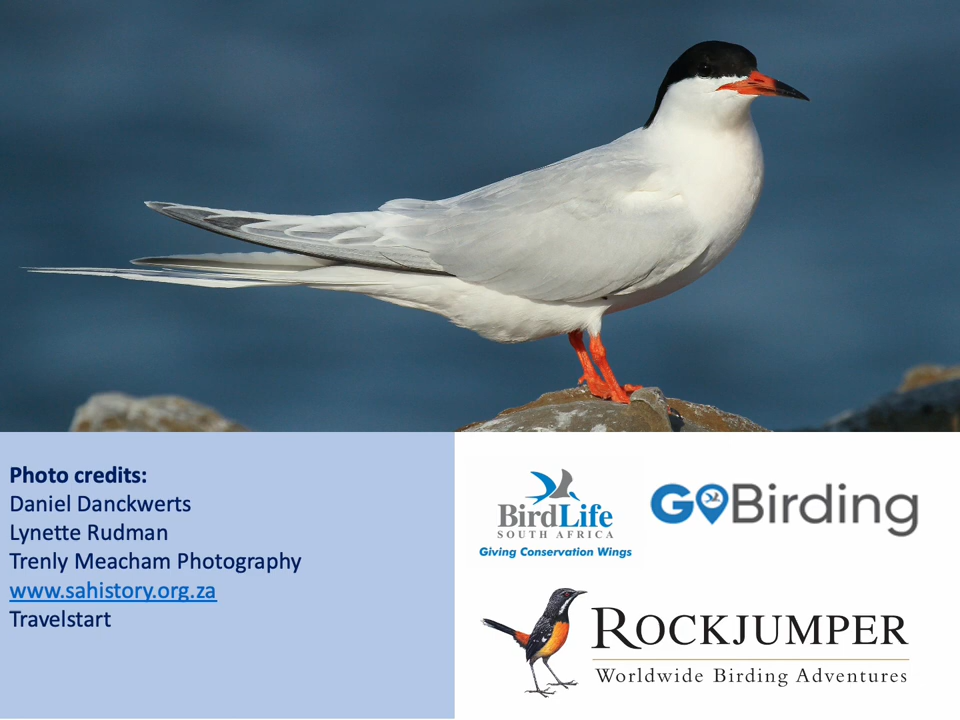 Photo credits:
Daniel Danckwerts
Lynette Rudman
Trenly Meacham Photography
www.sahistory.org.za
Travelstart
BirdLife
SOUTH AFRICA
Giving Conservation Wings
GOBirding
ROCKJUMPER
Worldwide Birding Adventures